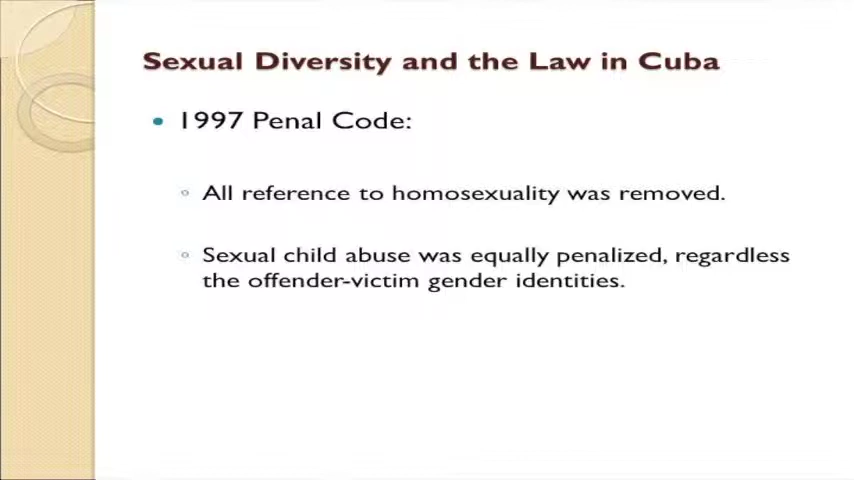 Sexual Diversity and the Law in Cuba
• 1997 Penal Code:
◦ All reference to homosexuality was removed.
◦ Sexual child abuse was equally penalized, regardless
the offender-victim gender identities.